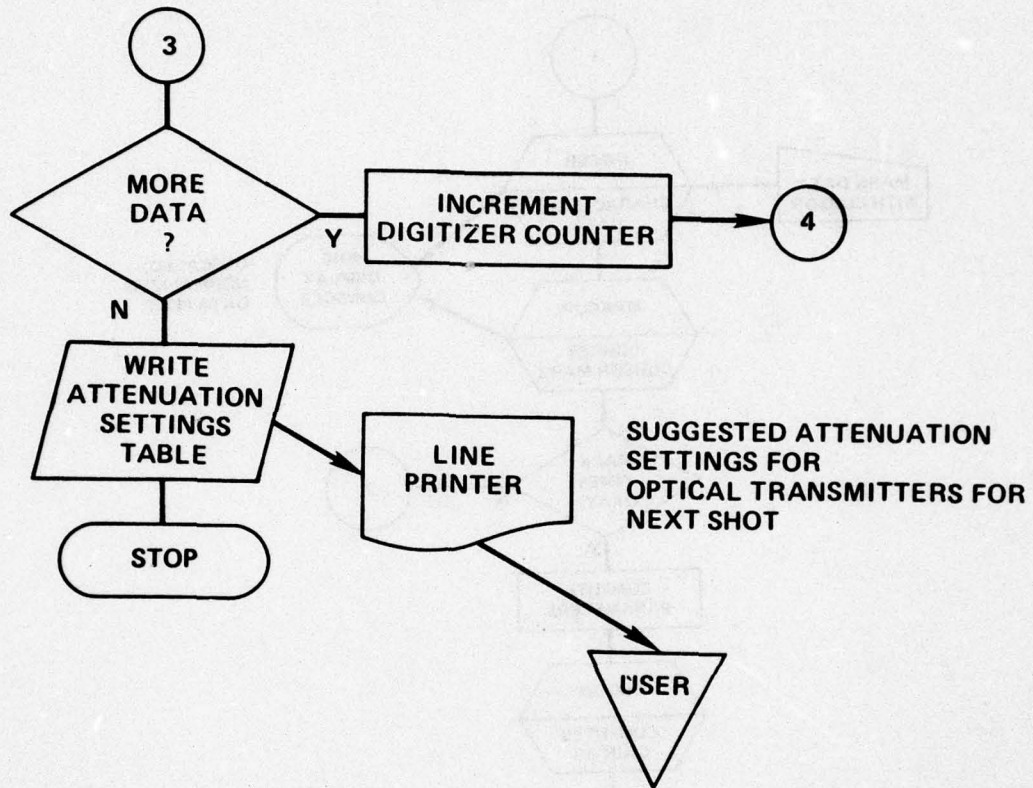 3
MORE
DATA
?
Y
INCREMENT
DIGITIZER COUNTER
4
N
WRITE
ATTENUATION
SETTINGS
TABLE
LINE
PRINTER
SUGGESTED ATTENUATION
SETTINGS FOR
OPTICAL TRANSMITTERS FOR
NEXT SHOT
STOP
USER